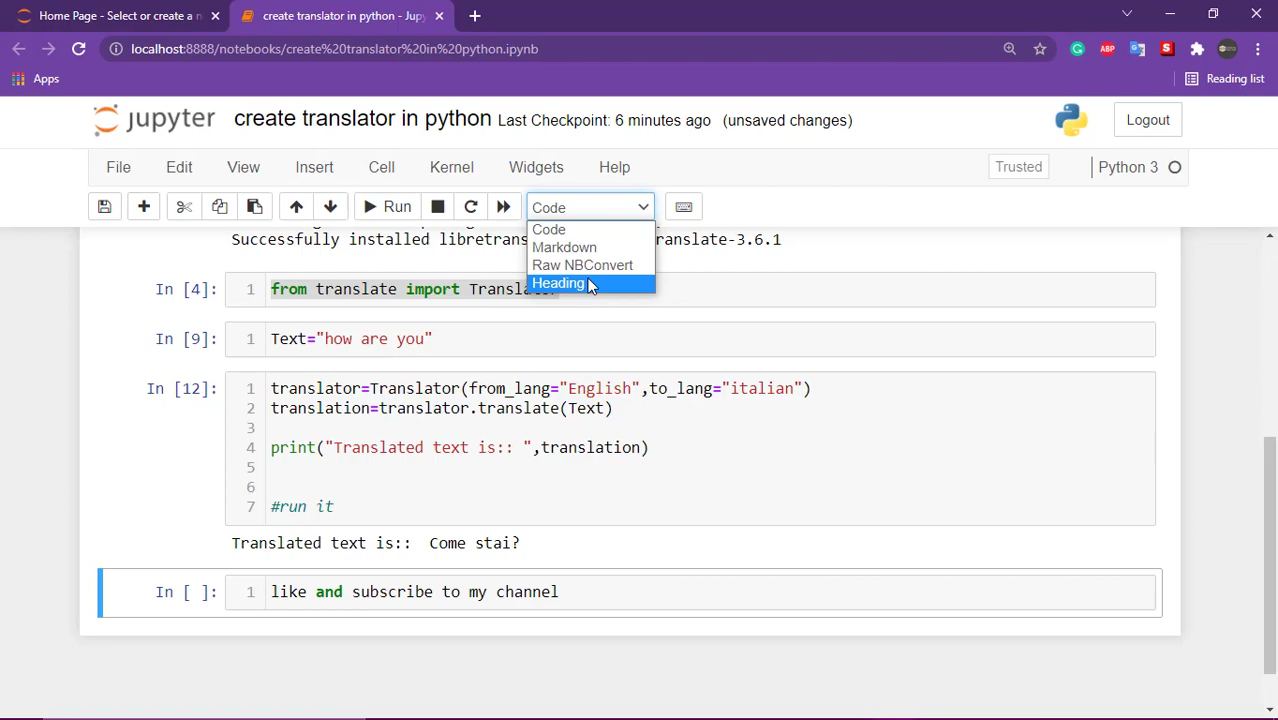 Home Page - Select or create a n
create translator in python - Jupy
localhost:8888/notebooks/create%20translator%20in%20python.ipynb
ABP
S
Apps
Reading list
jupyter
create translator in python Last Checkpoint: 6 minutes ago (unsaved changes)
Logout
File Edit View Insert Cell Kernel Widgets Help
Trusted
Python 3
Run
Code
Code
Markdown
Raw NBConvert
Heading
Successfully installed libretrans
anslate-3.6.1
In [4]: 1 from translate import Translator
In [9]: 1 Text="how are you"
In [12]: 1 translator=Translator(from_lang="English",to_lang="italian")
2 translation=translator.translate(Text)
3
4 print("Translated text is:: ",translation)
5
6
7 #run it
Translated text is:: Come stai?
In [ ]: 1 like and subscribe to my channel